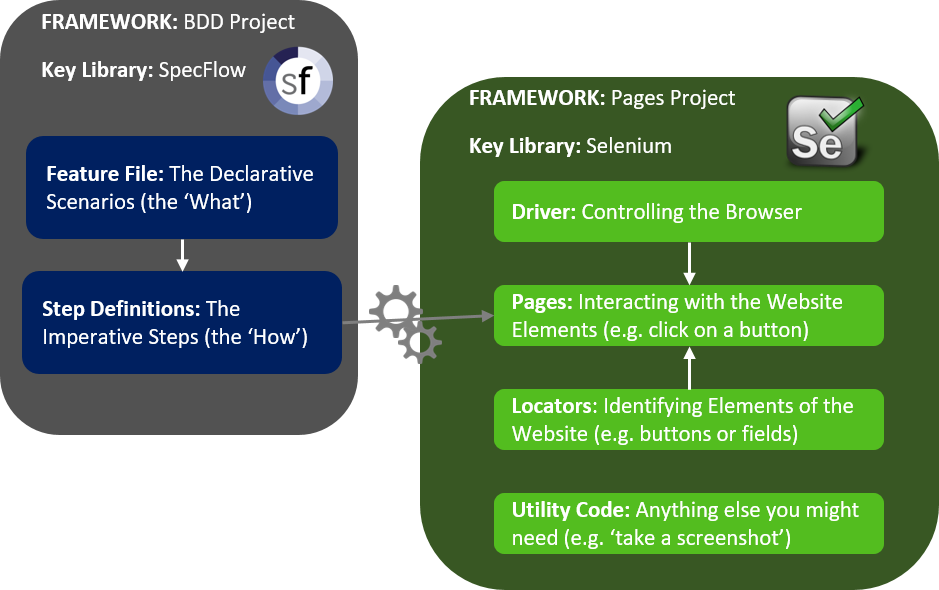 FRAMEWORK: BDD Project
Key Library: SpecFlow
sf
Feature File: The Declarative
Scenarios (the ‘What’)
Step Definitions: The
Imperative Steps (the ‘How’)
FRAMEWORK: Pages Project
Key Library: Selenium
Se
Driver: Controlling the Browser
Pages: Interacting with the Website
Elements (e.g. click on a button)
Locators: Identifying Elements of the
Website (e.g. buttons or fields)
Utility Code: Anything else you might
need (e.g. ‘take a screenshot’)